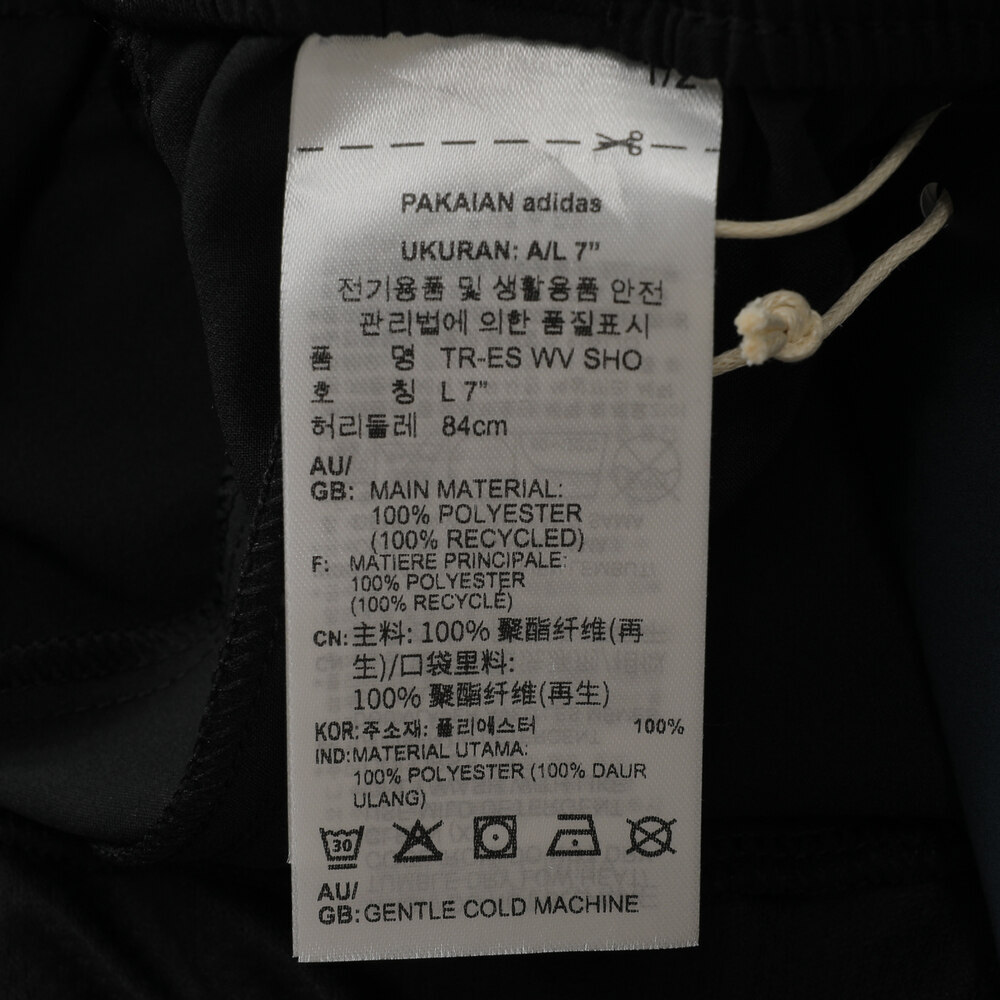 1/2
PAKAIAN adidas
UKURAN: A/L 7”
전기용품 및 생활용품 안전
관리법에 의한 품질표시
품 명 TR-ES WV SHO
호 칭 L 7”
허리둘레 84cm
AU/
GB: MAIN MATERIAL:
100% POLYESTER
(100% RECYCLED)
F: MATIERE PRINCIPALE:
100% POLYESTER
(100% RECYCLÉ)
CN: 主料: 100% 聚酯纤维(再
生)/口袋里料:
100% 聚酯纤维(再生)
KOR: 주소재: 폴리에스터 100%
IND: MATERIAL UTAMA:
100% POLYESTER (100% DAUR
ULANG)
30
AU/
GB: GENTLE COLD MACHINE